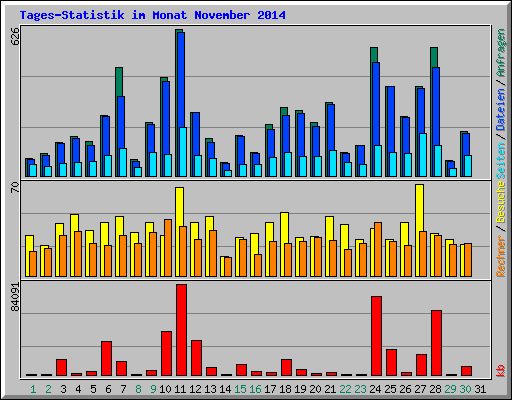 Tages-Statistik im Monat November 2014
626
70
84091
Anfragen / Dateien / Seiten
Besuche / Rechner
kb
1 2 3 4 5 6 7 8 9 10 11 12 13 14 15 16 17 18 19 20 21 22 23 24 25 26 27 28 29 30 31